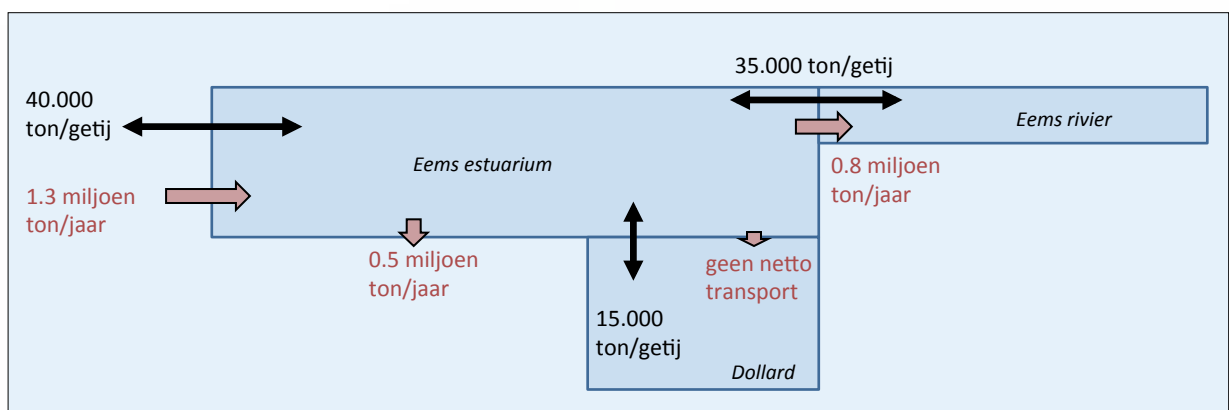 40.000
ton/getij
1.3 miljoen
ton/jaar
Eems estuarium
0.5 miljoen
ton/jaar
35.000 ton/getij
Eems rivier
0.8 miljoen
ton/jaar
geen netto
transport
15.000
ton/getij
Dollard